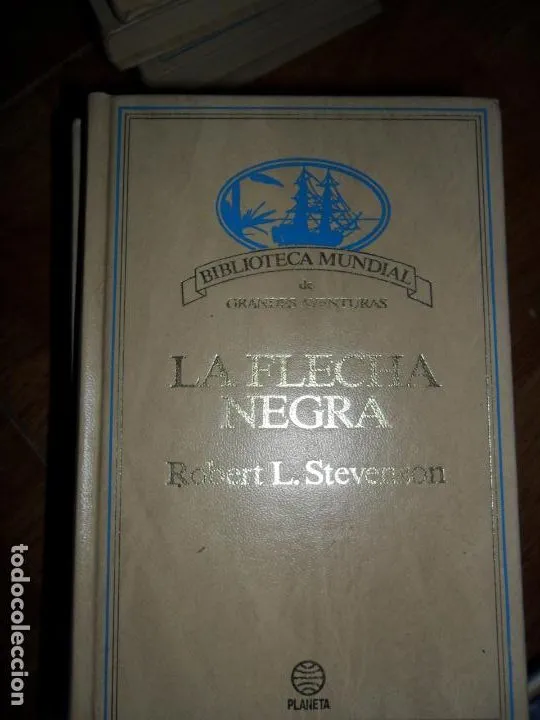 BIBLIOTECA MUNDIAL
de
GRANDES AVENTURAS
LA FLECHA
NEGRA
Robert L. Stevenson
PLANETA
todocoleccion